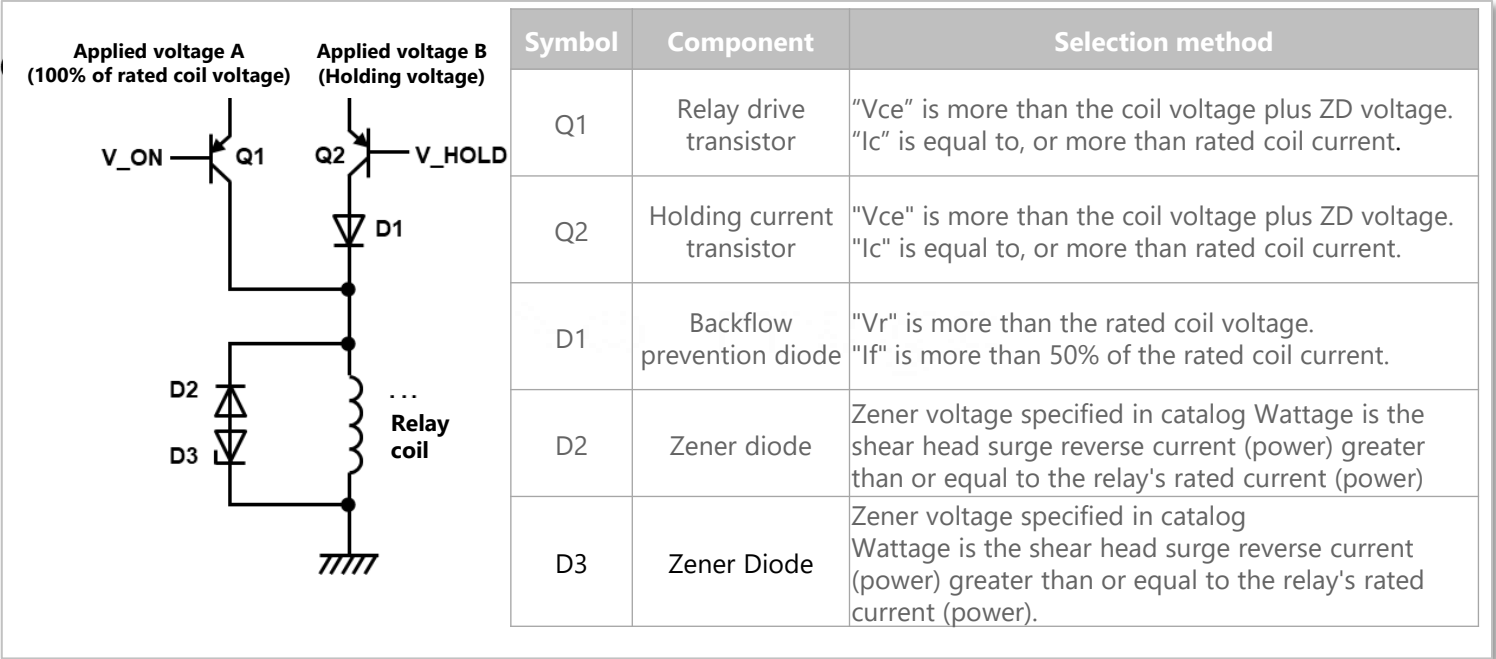 Applied voltage A
(100% of rated coil voltage)
Applied voltage B
(Holding voltage)
V_ON
Q1
Q2
V_HOLD
D1
D2
D3
...
Relay
coil
Symbol
Component
Selection method
Q1
Relay drive
transistor
“Vce” is more than the coil voltage plus ZD voltage.
“Ic” is equal to, or more than rated coil current.
Q2
Holding current
transistor
"Vce" is more than the coil voltage plus ZD voltage.
"Ic" is equal to, or more than rated coil current.
D1
Backflow
prevention diode
"Vr" is more than the rated coil voltage.
"If" is more than 50% of the rated coil current.
D2
Zener diode
Zener voltage specified in catalog Wattage is the
shear head surge reverse current (power) greater
than or equal to the relay's rated current (power)
D3
Zener Diode
Zener voltage specified in catalog
Wattage is the shear head surge reverse current
(power) greater than or equal to the relay's rated
current (power).